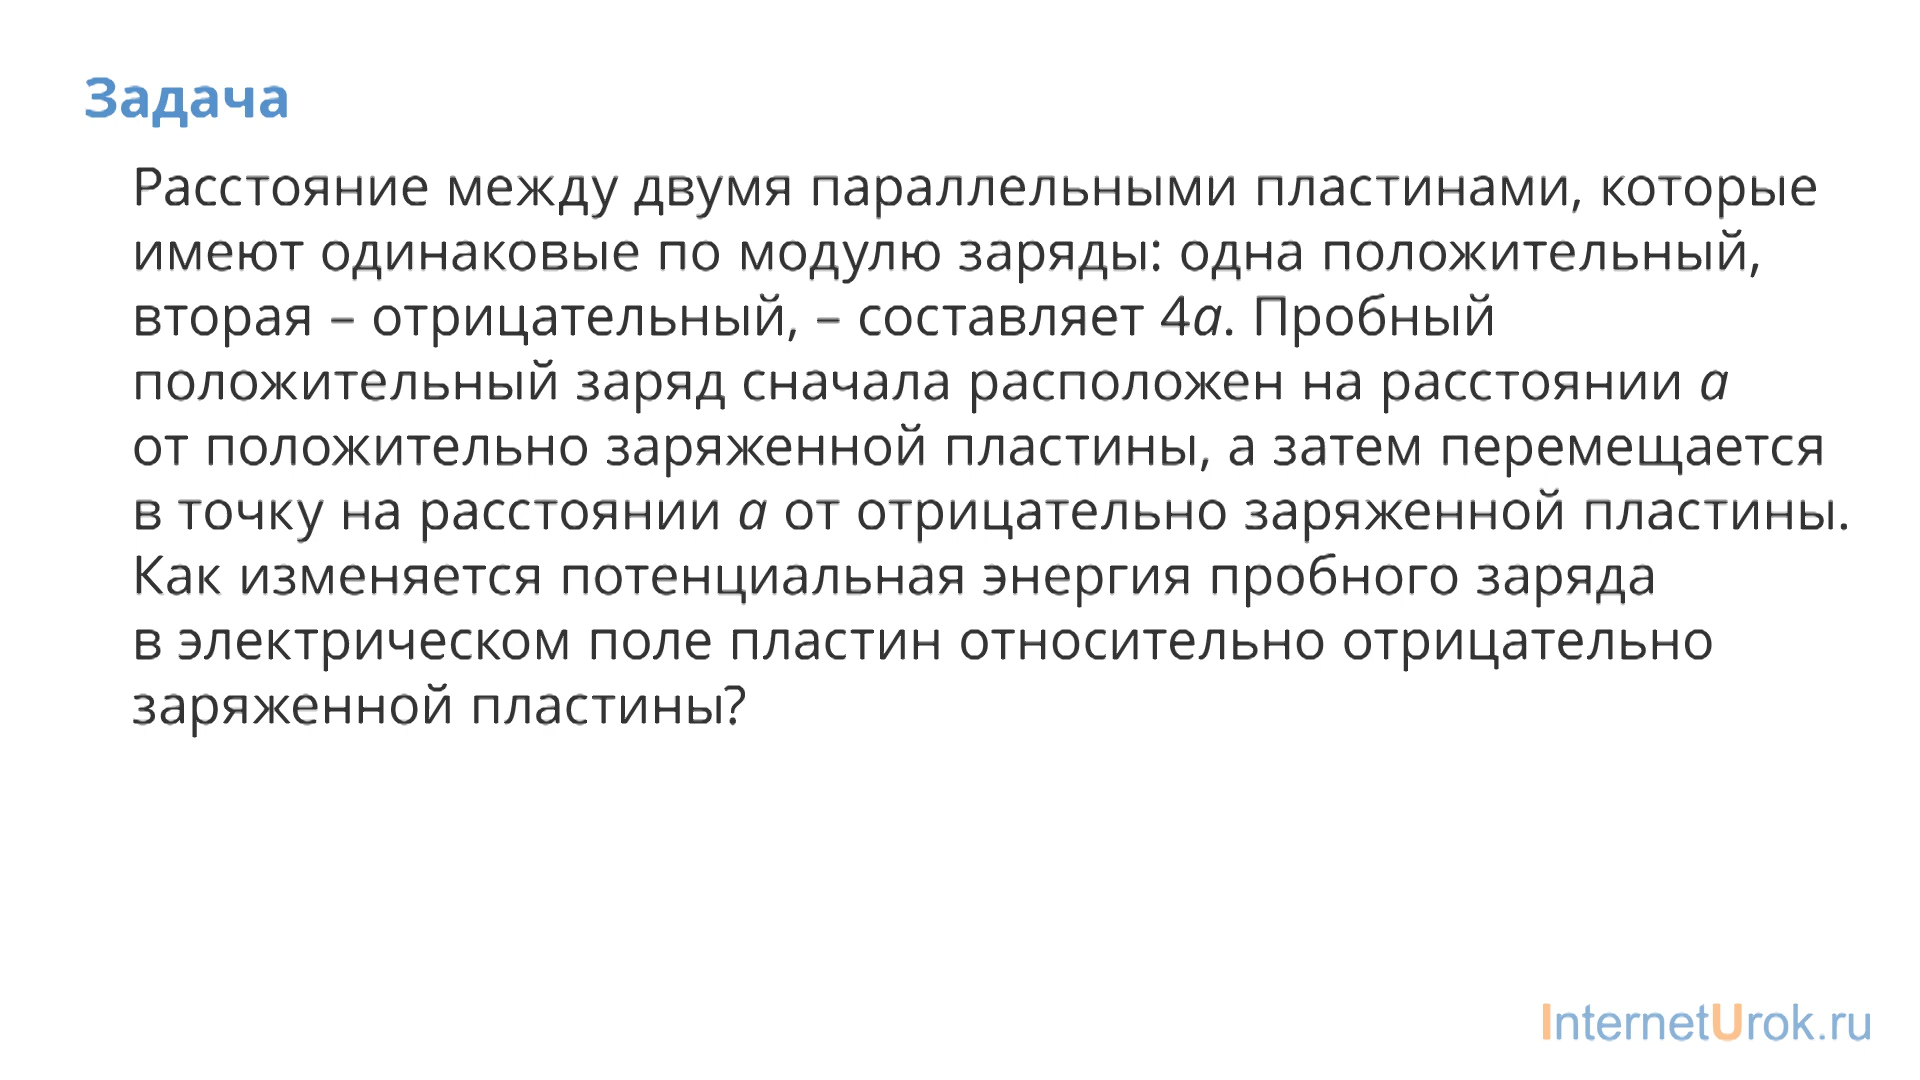 Задача
Расстояние между двумя параллельными пластинами, которые
имеют одинаковые по модулю заряды: одна положительный,
вторая – отрицательный, – составляет 4a. Пробный
положительный заряд сначала расположен на расстоянии a
от положительно заряженной пластины, а затем перемещается
в точку на расстоянии a от отрицательно заряженной пластины.
Как изменяется потенциальная энергия пробного заряда
в электрическом поле пластин относительно отрицательно
заряженной пластины?
InternetUrok.ru